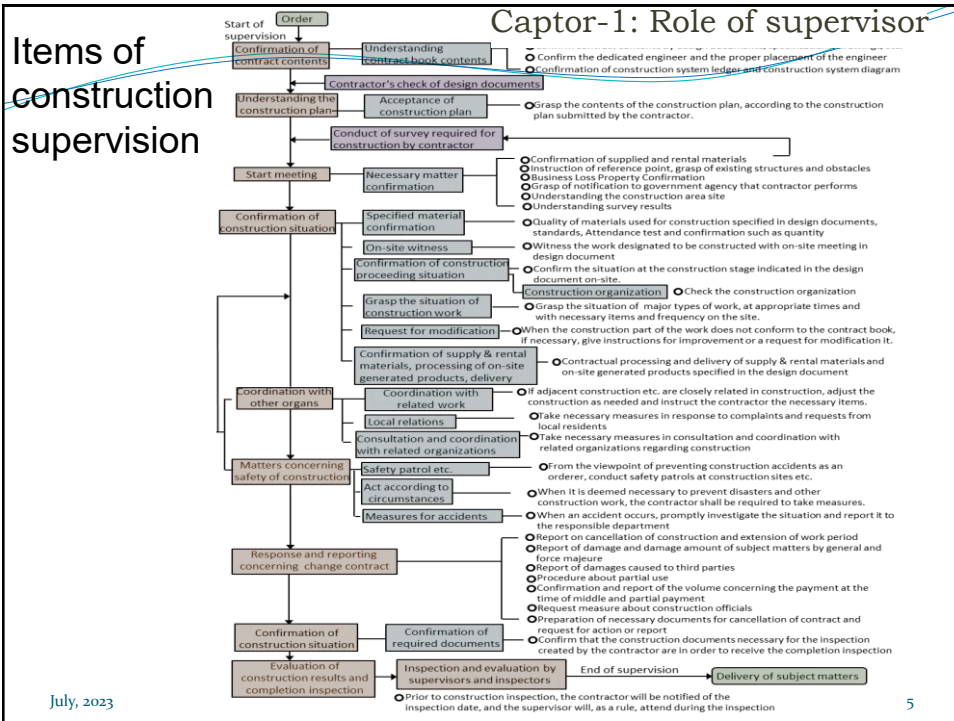 Captor-1: Role of supervisor
Items of
construction
supervision
Order
Start of
supervision
Confirmation of
contract contents
Understanding
contract book contents
Confirm the dedicated engineer and the proper placement of the engineer
Confirmation of construction system ledger and construction system diagram
Contractor's check of design documents
Understanding the
construction plan
Acceptance of
construction plan
Grasp the contents of the construction plan, according to the construction
plan submitted by the contractor.
Conduct of survey required for
construction by contractor
Start meeting
Necessary matter
confirmation
Confirmation of supplied and rental materials
Instruction of reference point, grasp of existing structures and obstacles
Business Loss Property Confirmation
Grasp of notification to government agency that contractor performs
Understanding the construction area site
Understanding survey results
Confirmation of
construction situation
Specified material
confirmation
Quality of materials used for construction specified in design documents,
standards, Attendance test and confirmation such as quantity
On-site witness
Witness the work designated to be constructed with on-site meeting in
design document
Confirmation of construction
proceeding situation
Confirm the situation at the construction stage indicated in the design
document on-site.
Construction organization
Check the construction organization
Grasp the situation of
construction work
Grasp the situation of major types of work, at appropriate times and
with necessary items and frequency on the site.
Request for modification
When the construction part of the work does not conform to the contract book,
if necessary, give instructions for improvement or a request for modification it.
Confirmation of supply & rental
materials, processing of on-site
generated products, delivery
Contractual processing and delivery of supply & rental materials and
on-site generated products specified in the design document
Coordination with
other organs
Coordination with
related work
If adjacent construction etc. are closely related in construction, adjust the
construction as needed and instruct the contractor the necessary items.
Local relations
Take necessary measures in response to complaints and requests from
local residents
Consultation and coordination
with related organizations
Take necessary measures in consultation and coordination with
related organizations regarding construction
Matters concerning
safety of construction
Safety patrol etc.
From the viewpoint of preventing construction accidents as an
orderer, conduct safety patrols at construction sites etc.
Act according to
circumstances
When it is deemed necessary to prevent disasters and other
construction work, the contractor shall be required to take measures.
Measures for accidents
When an accident occurs, promptly investigate the situation and report it to
the responsible department
Response and reporting
concerning change contract
Report on cancellation of construction and extension of work period
Report of damage and damage amount of subject matters by general and
force majeure
Report of damages caused to third parties
Procedure about partial use
Confirmation and report of the volume concerning the payment at the
time of middle and partial payment
Request measure about construction officials
Preparation of necessary documents for cancellation of contract and
request for action or report
Confirmation of
construction situation
Confirmation of
required documents
Confirm that the construction documents necessary for the inspection
created by the contractor are in order to receive the completion inspection
Evaluation of
construction results and
completion inspection
Inspection and evaluation by
supervisors and inspectors
End of supervision
Delivery of subject matters
Prior to construction inspection, the contractor will be notified of the
inspection date, and the supervisor will, as a rule, attend during the inspection
July, 2023
5